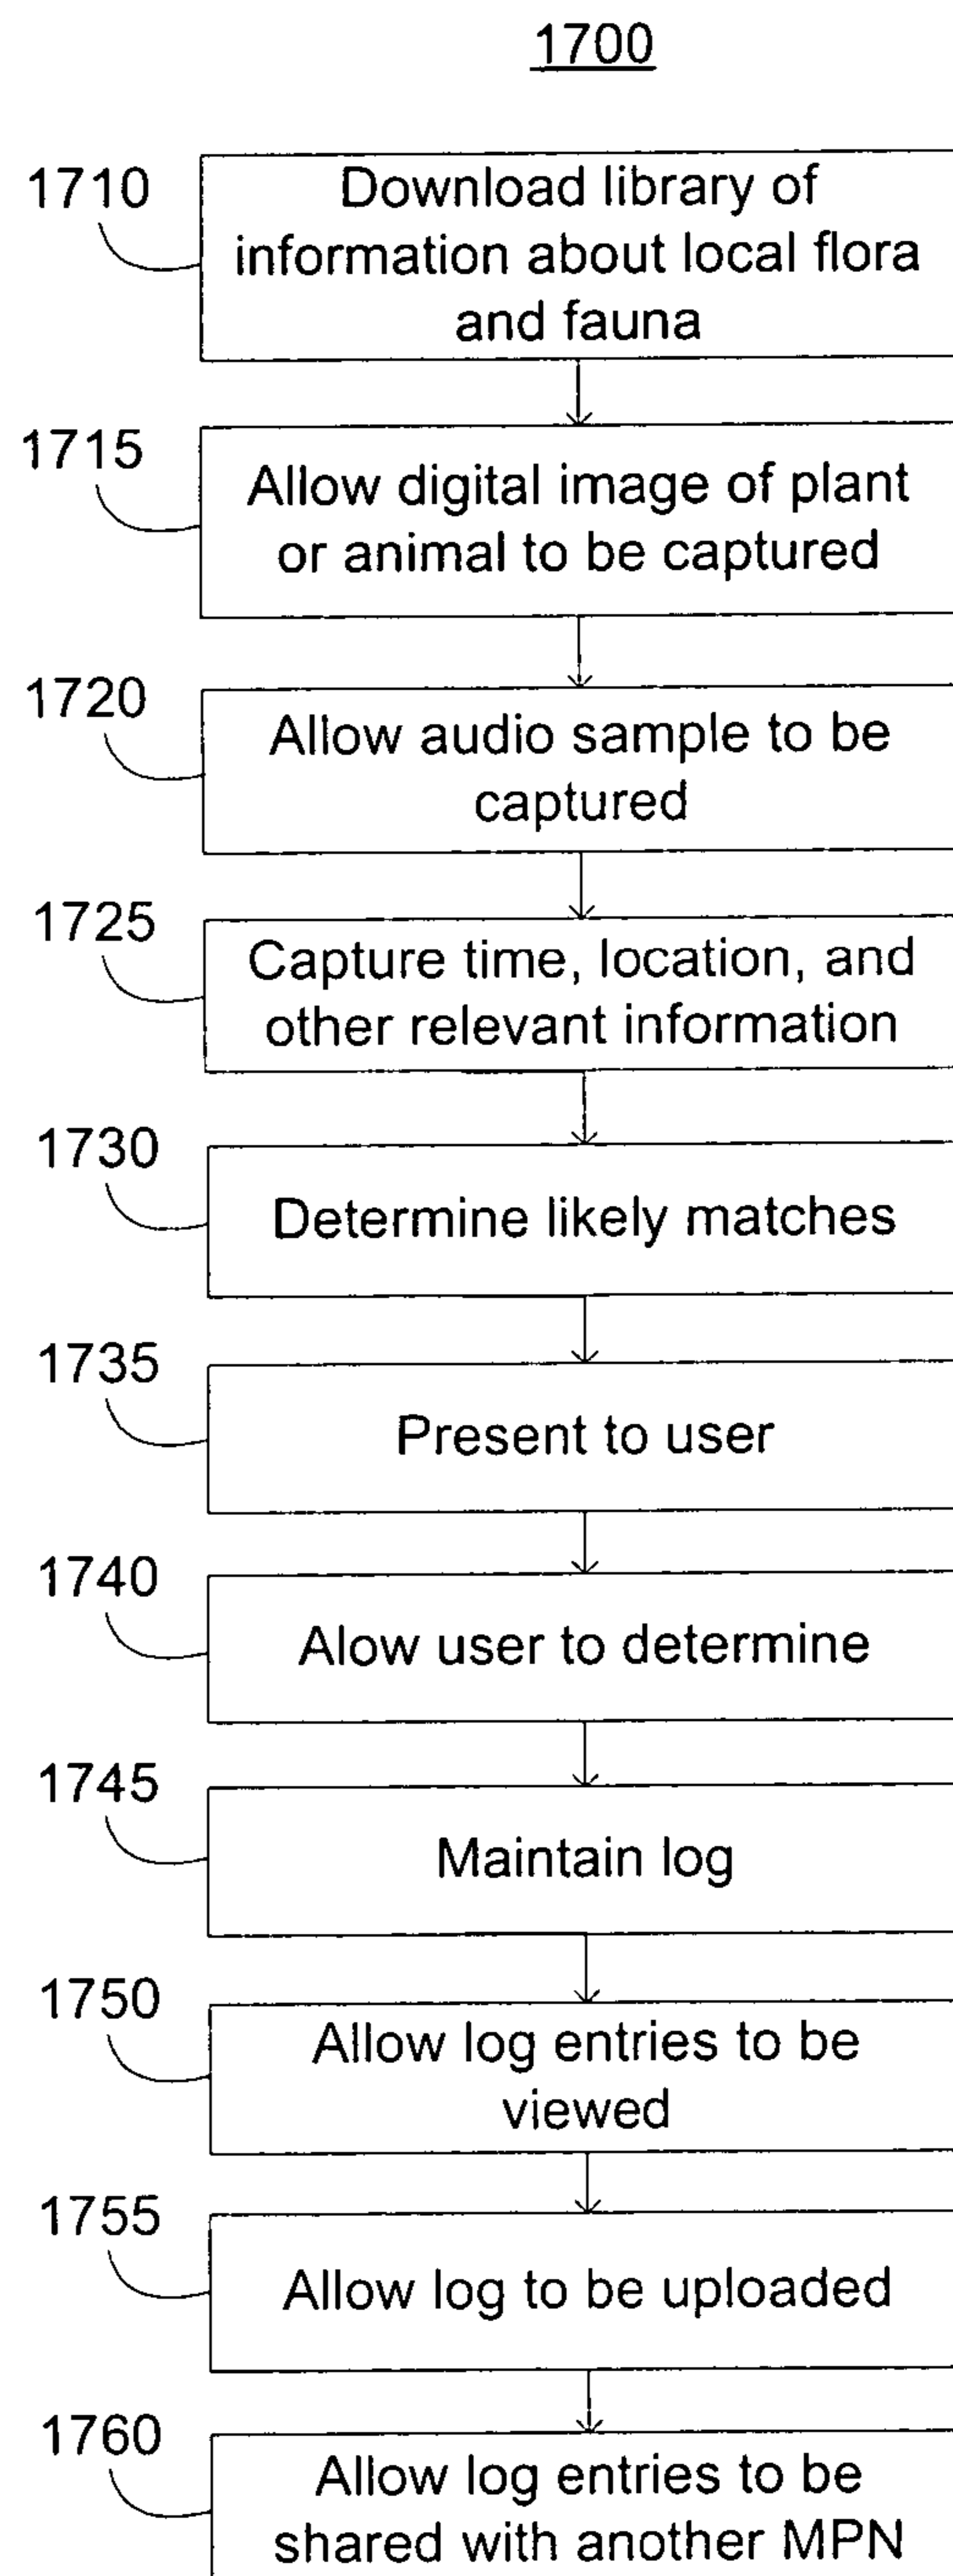 1700
1710
Download library of
information about local flora
and fauna
1715
Allow digital image of plant
or animal to be captured
1720
Allow audio sample to be
captured
1725
Capture time, location, and
other relevant information
1730
Determine likely matches
1735
Present to user
1740
Alow user to determine
1745
Maintain log
1750
Allow log entries to be
viewed
1755
Allow log to be uploaded
1760
Allow log entries to be
shared with another MPN